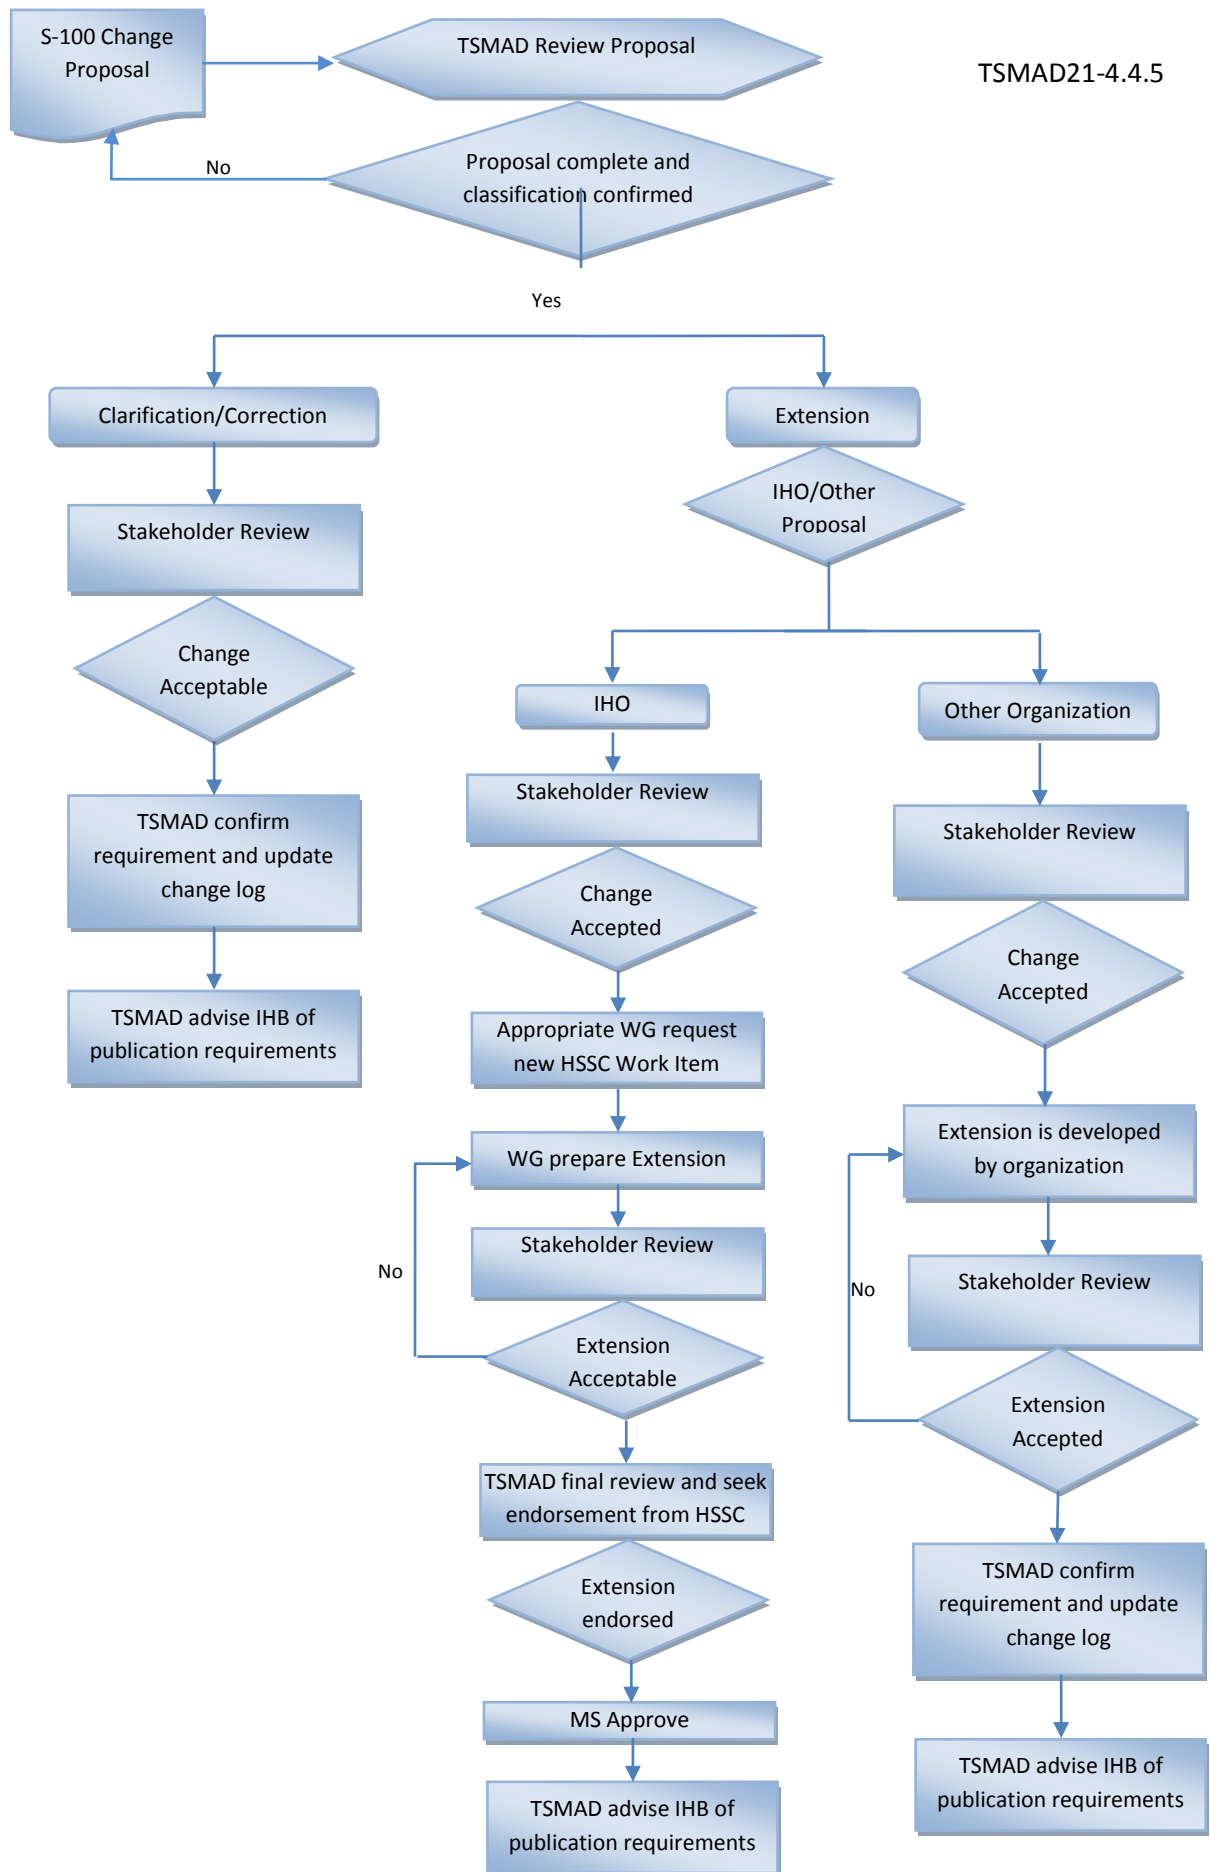 S-100 Change
Proposal
TSMAD Review Proposal
TSMAD21-4.4.5
Proposal complete and
classification confirmed
No
Yes
Clarification/Correction
Stakeholder Review
Change
Acceptable
TSMAD confirm
requirement and update
change log
TSMAD advise IHB of
publication requirements
Extension
IHO/Other
Proposal
IHO
Stakeholder Review
Change
Accepted
Appropriate WG request
new HSSC Work Item
WG prepare Extension
Stakeholder Review
No
Extension
Acceptable
TSMAD final review and seek
endorsement from HSSC
Extension
endorsed
MS Approve
TSMAD advise IHB of
publication requirements
Other Organization
Stakeholder Review
Change
Accepted
Extension is developed
by organization
Stakeholder Review
No
Extension
Accepted
TSMAD confirm
requirement and update
change log
TSMAD advise IHB of
publication requirements